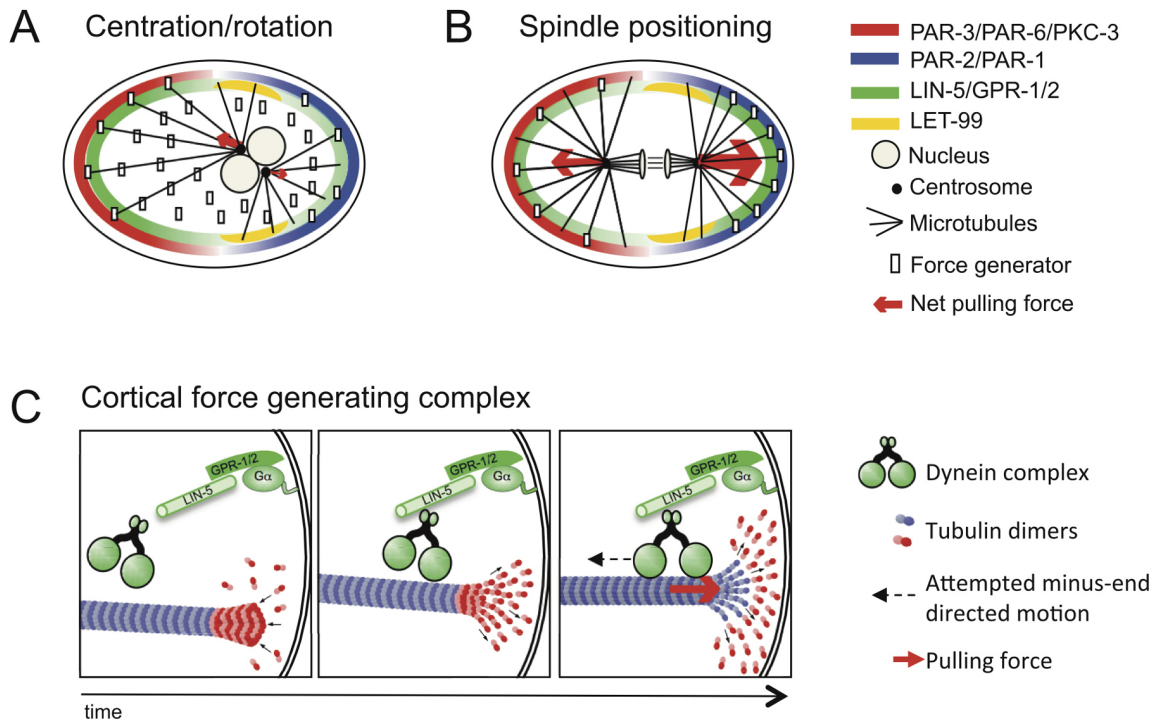 A
Centration/rotation
B
Spindle positioning
PAR-3/PAR-6/PKC-3
PAR-2/PAR-1
LIN-5/GPR-1/2
LET-99
Nucleus
Centrosome
Microtubules
Force generator
Net pulling force
C
Cortical force generating complex
GPR-1/2
LIN-5
Gα
GPR-1/2
LIN-5
Gα
GPR-1/2
LIN-5
Gα
time
Dynein complex
Tubulin dimers
Attempted minus-end
directed motion
Pulling force